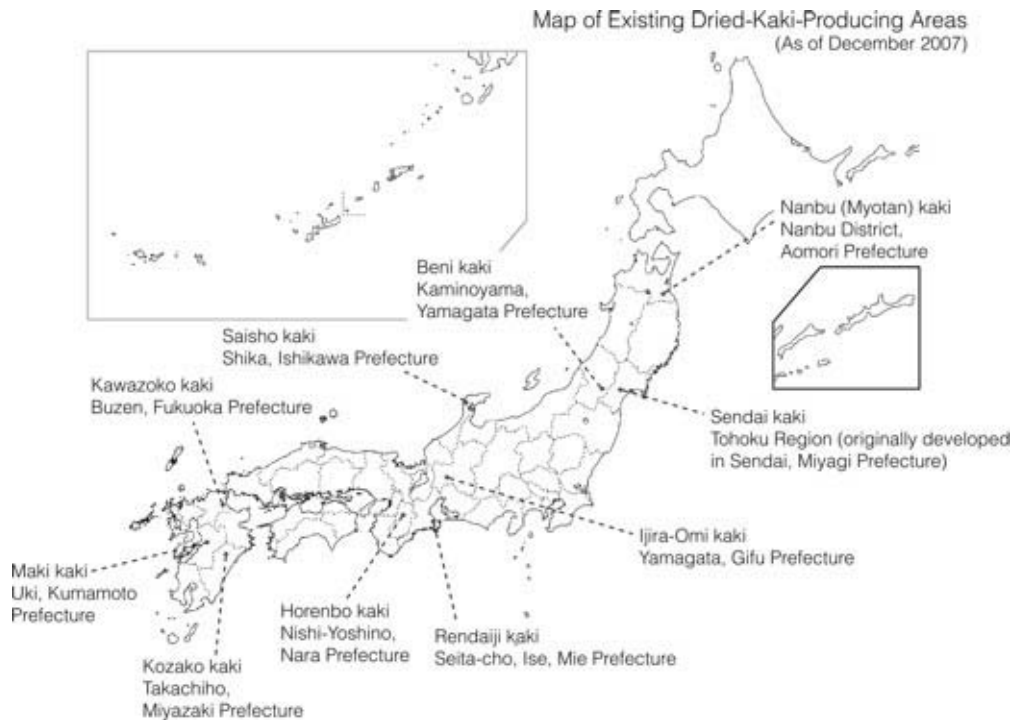 Map of Existing Dried-Kaki-Producing Areas
(As of December 2007)
Nanbu (Myotan) kaki
Nanbu District,
Aomori Prefecture
Beni kaki
Kaminoyama,
Yamagata Prefecture
Saisho kaki
Shika, Ishikawa Prefecture
Kawazoko kaki
Buzen, Fukuoka Prefecture
Sendai kaki
Tohoku Region (originally developed
in Sendai, Miyagi Prefecture)
Ijira-Omi kaki
Yamagata, Gifu Prefecture
Maki kaki
Uki, Kumamoto
Prefecture
Horenbo kaki
Nishi-Yoshino,
Nara Prefecture
Rendaiji kaki
Seita-cho, Ise, Mie Prefecture
Kozako kaki
Takachiho,
Miyazaki Prefecture